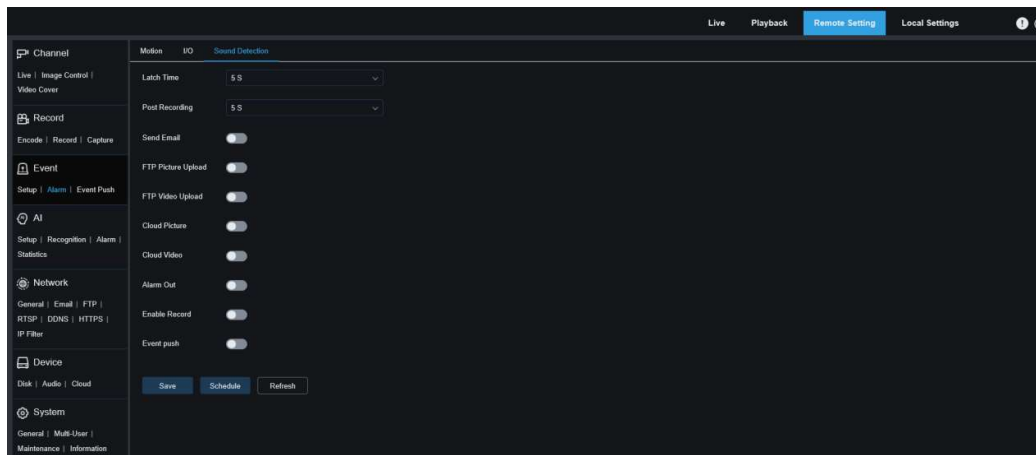 Live Playback Remote Setting Local Settings
Channel
Live | Image Control |
Video Cover
Record
Encode | Record | Capture
Event
Setup | Alarm | Event Push
AI
Setup | Recognition | Alarm |
Statistics
Network
General | Email | FTP |
RTSP | DDNS | HTTPS |
IP Filter
Device
Disk | Audio | Cloud
System
General | Multi-User |
Maintenance | Information
Motion I/O Sound Detection
Latch Time 5 S
Post Recording 5 S
Send Email
FTP Picture Upload
FTP Video Upload
Cloud Picture
Cloud Video
Alarm Out
Enable Record
Event push
Save Schedule Refresh